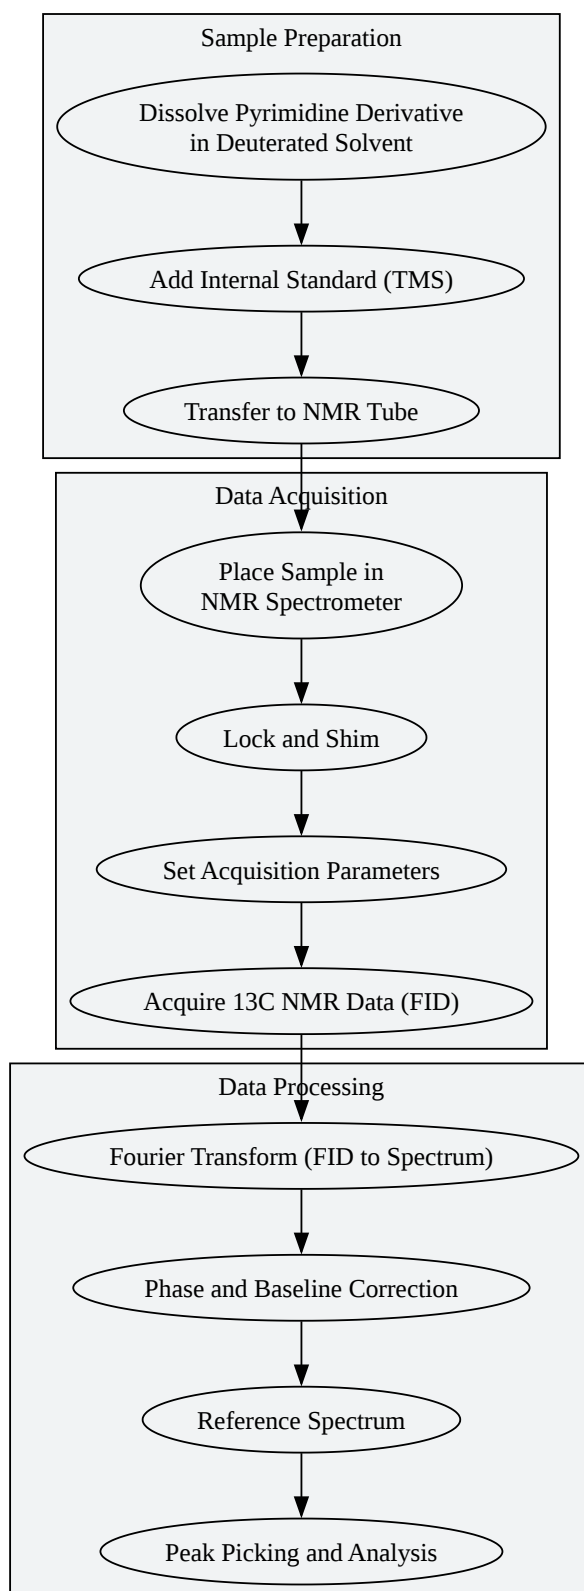 Sample Preparation
Dissolve Pyrimidine Derivative
in Deuterated Solvent
Add Internal Standard (TMS)
Transfer to NMR Tube
Data Acquisition
Place Sample in
NMR Spectrometer
Lock and Shim
Set Acquisition Parameters
Acquire 13C NMR Data (FID)
Data Processing
Fourier Transform (FID to Spectrum)
Phase and Baseline Correction
Reference Spectrum
Peak Picking and Analysis